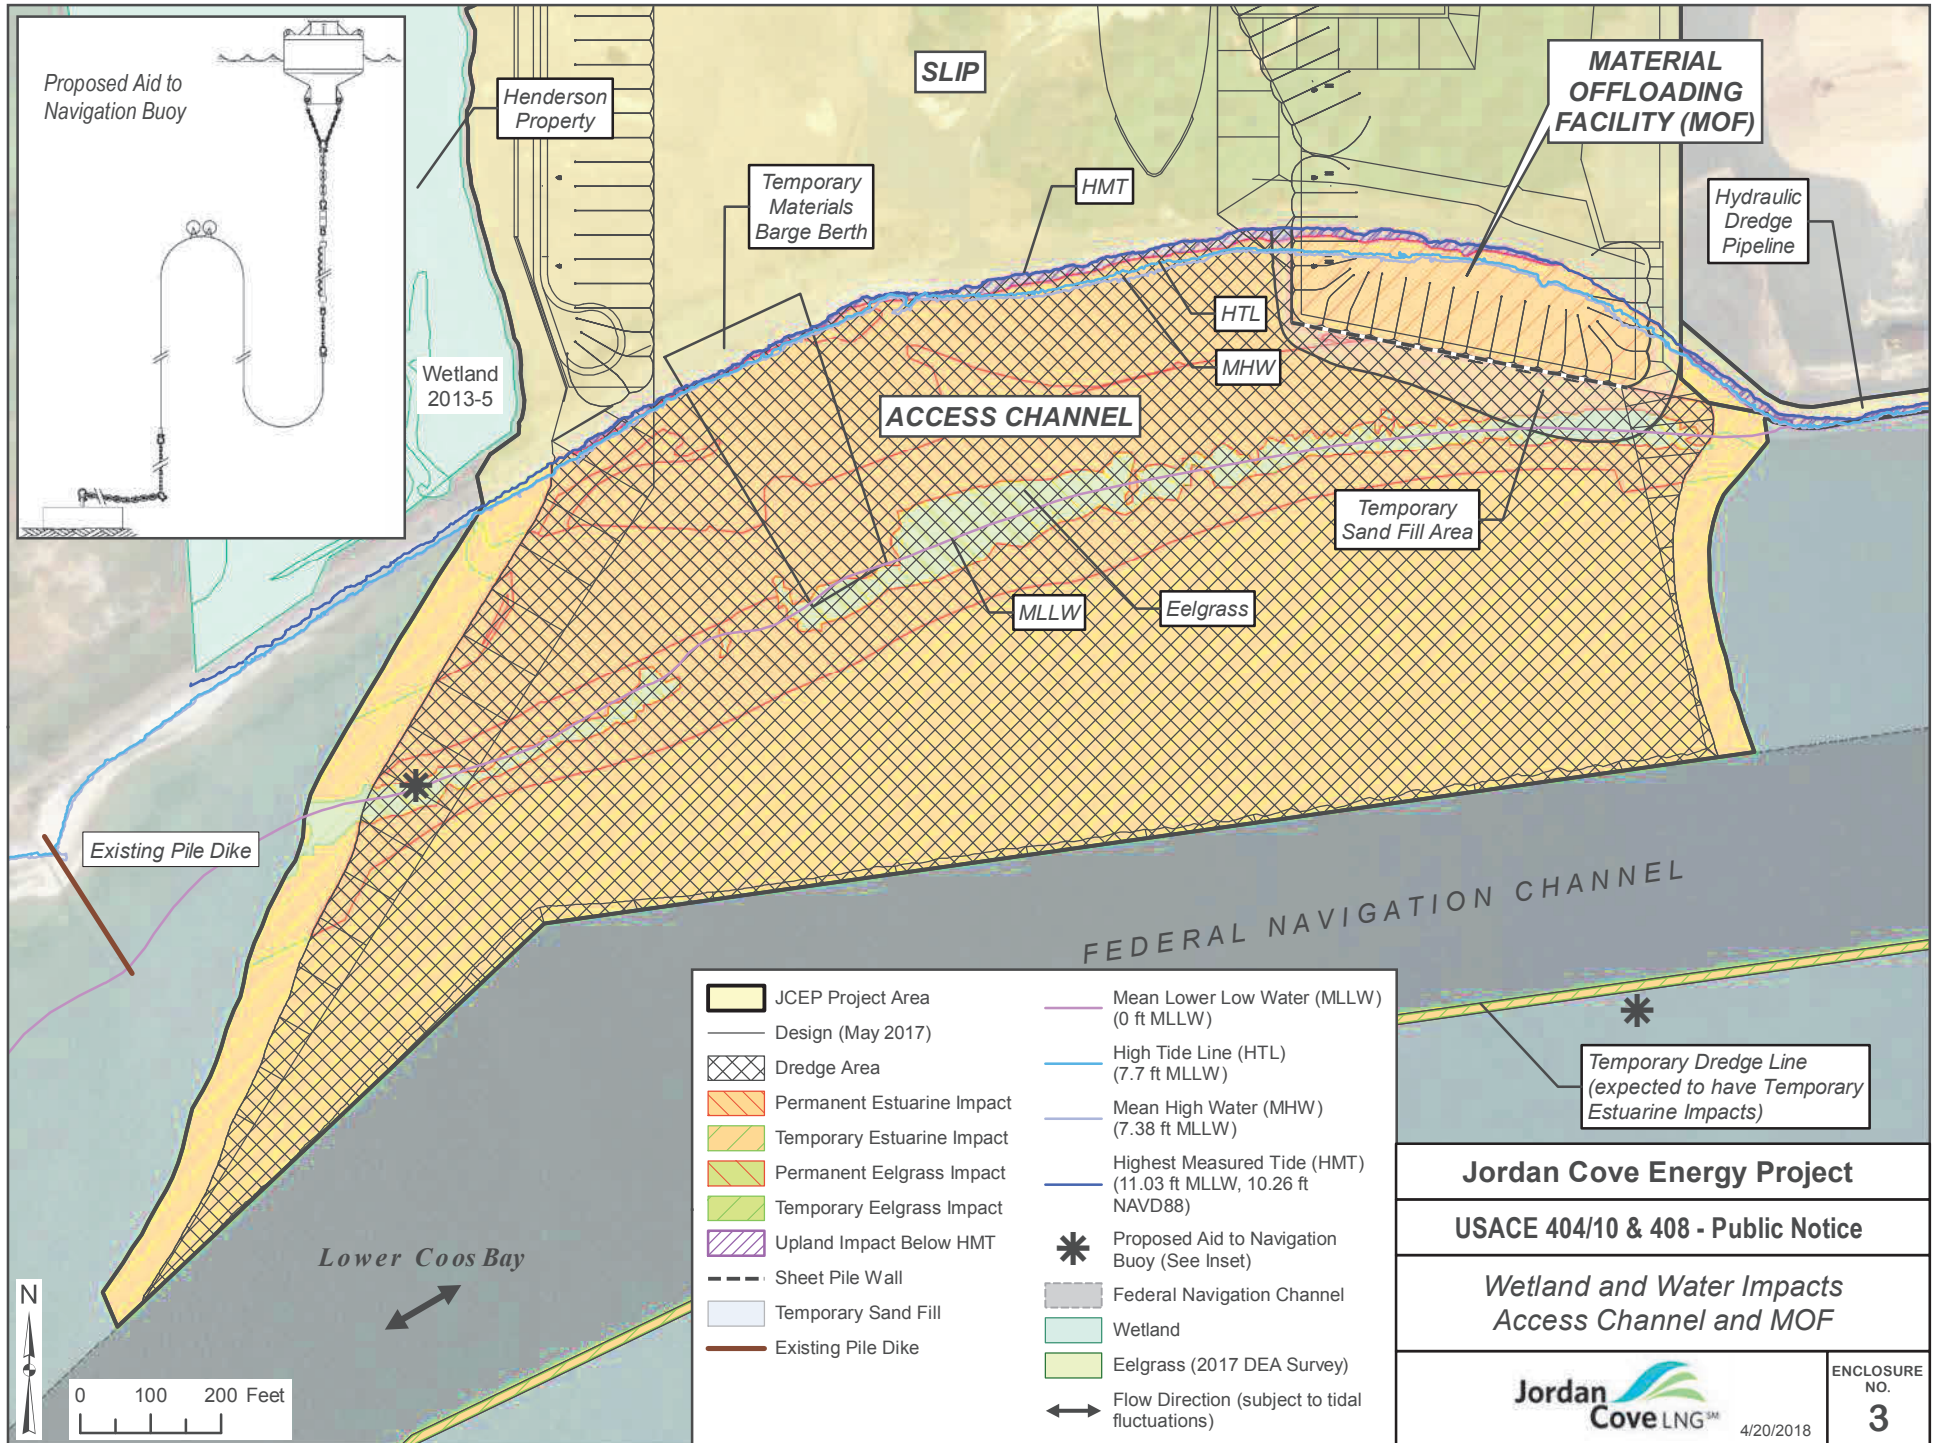 Proposed Aid to
Navigation Buoy
Henderson
Property
SLIP
MATERIAL
OFFLOADING
FACILITY (MOF)
Temporary
Materials
Barge Berth
HMT
Hydraulic
Dredge
Pipeline
HTL
MHW
Wetland
2013-5
ACCESS CHANNEL
Temporary
Sand Fill Area
MLLW
Eelgrass
Existing Pile Dike
FEDERAL NAVIGATION CHANNEL
Temporary Dredge Line
(expected to have Temporary
Estuarine Impacts)
Lower Coos Bay
N
0 100 200 Feet
JCEP Project Area
Design (May 2017)
Dredge Area
Permanent Estuarine Impact
Temporary Estuarine Impact
Permanent Eelgrass Impact
Temporary Eelgrass Impact
Upland Impact Below HMT
Sheet Pile Wall
Temporary Sand Fill
Existing Pile Dike
Mean Lower Low Water (MLLW)
(0 ft MLLW)
High Tide Line (HTL)
(7.7 ft MLLW)
Mean High Water (MHW)
(7.38 ft MLLW)
Highest Measured Tide (HMT)
(11.03 ft MLLW, 10.26 ft
NAVD88)
Proposed Aid to Navigation
Buoy (See Inset)
Federal Navigation Channel
Wetland
Eelgrass (2017 DEA Survey)
Flow Direction (subject to tidal
fluctuations)
Jordan Cove Energy Project
USACE 404/10 & 408 - Public Notice
Wetland and Water Impacts
Access Channel and MOF
Jordan
Cove LNG SM
4/20/2018
ENCLOSURE
NO.
3